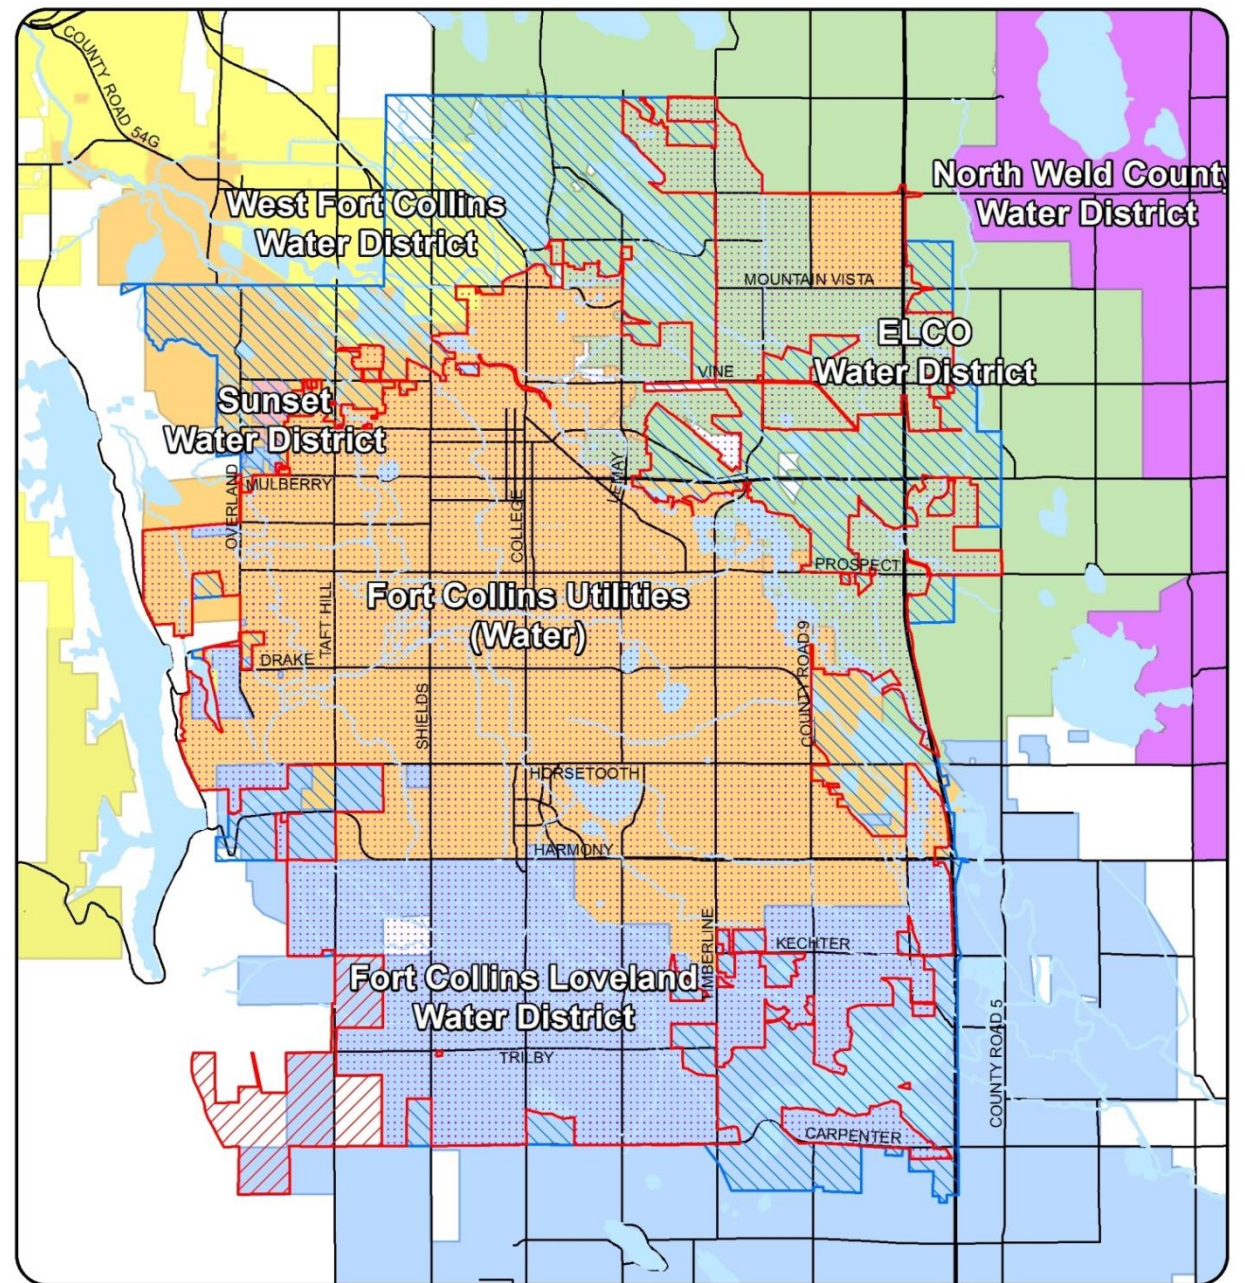 COUNTY ROAD 54G
North Weld County
Water District
West Fort Collins
Water District
MOUNTAIN VISTA
ELCO
Water District
VINE
Sunset
Water District
OVERLAND
MULBERRY
LEMAY
COLLEGE
PROSPECT
Fort Collins Utilities
(Water)
TAFT HILL
DRAKE
COUNTY ROAD 9
SHIELDS
HORSETOOTH
HARMONY
TIMBERLINE
KECHTER
Fort Collins Loveland
Water District
TRILBY
COUNTY ROAD 5
CARPENTER